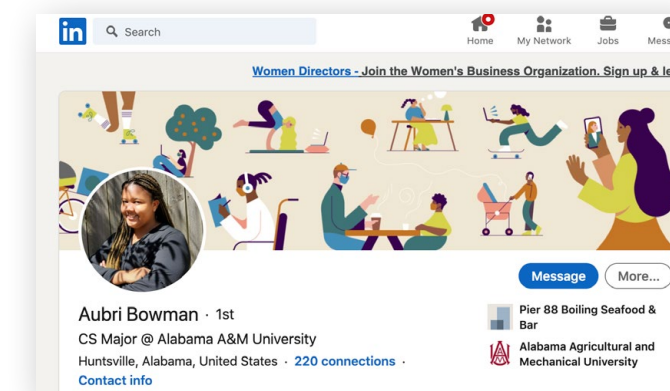 in
Search
Home
My Network
Jobs
Women Directors - Join the Women's Business Organization. Sign up &
Message
More...
Aubri Bowman · 1st
CS Major @ Alabama A&M University
Huntsville, Alabama, United States · 220 connections ·
Contact info
Pier 88 Boiling Seafood &
Bar
Alabama Agricultural and
Mechanical University